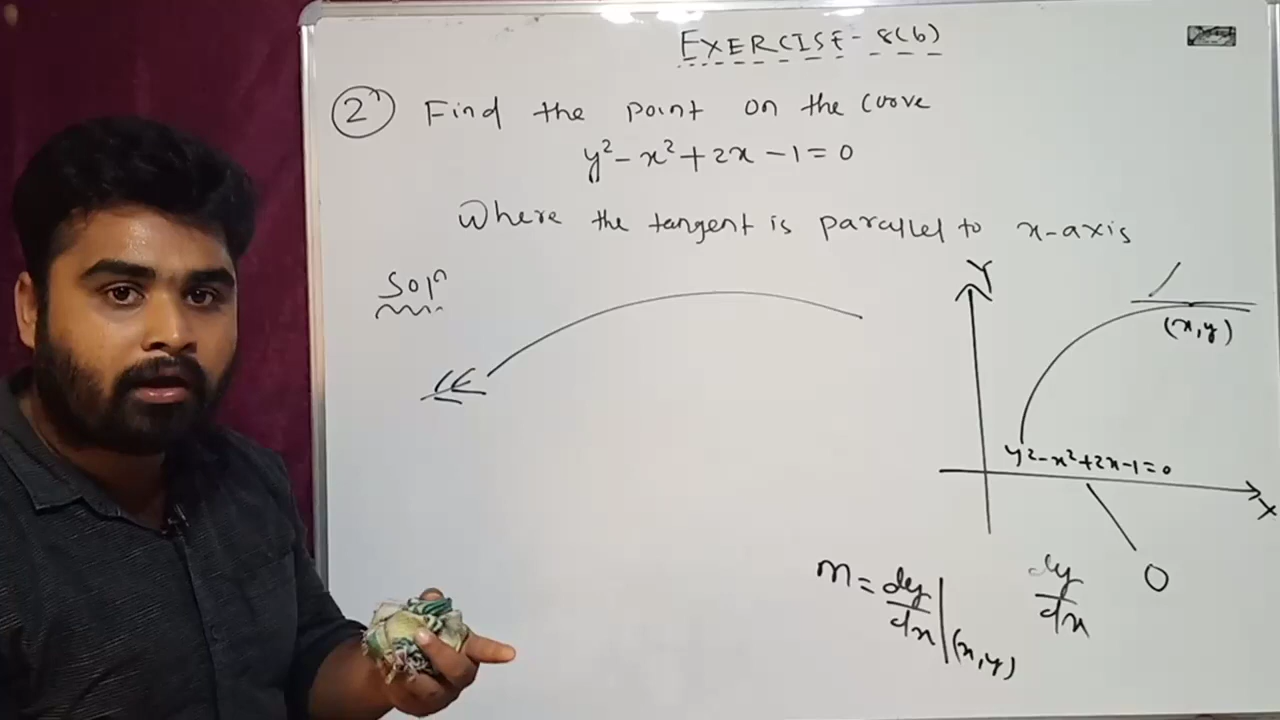 EXERCISE - 8(b)
2) Find the point on the curve
y² - x² + 2x - 1 = 0
Where the tangent is parallel to x-axis
Solⁿ
Y
(x,y)
y² - x² + 2x - 1 = 0
X
0
m = dy/dx |(x,y)
dy/dx